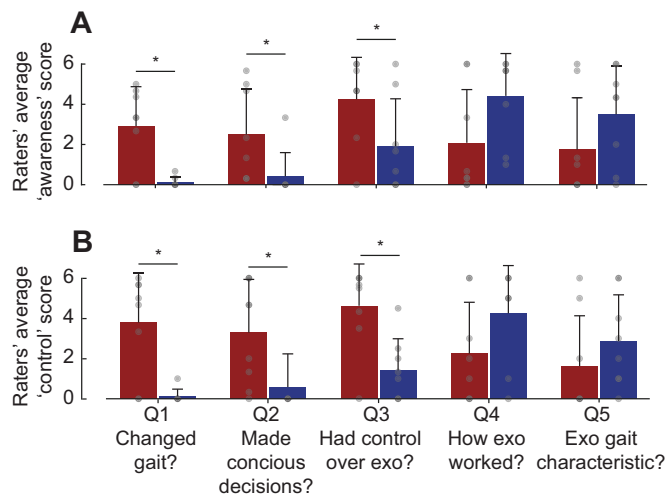 A
Raters' average
'awareness' score
6
4
2
0
*
*
*
B
Raters' average
'control' score
6
4
2
0
*
*
*
Q1 Q2 Q3 Q4 Q5
Changed Made Had control How exo Exo gait
gait? concious over exo? worked? characteristic?
decisions?